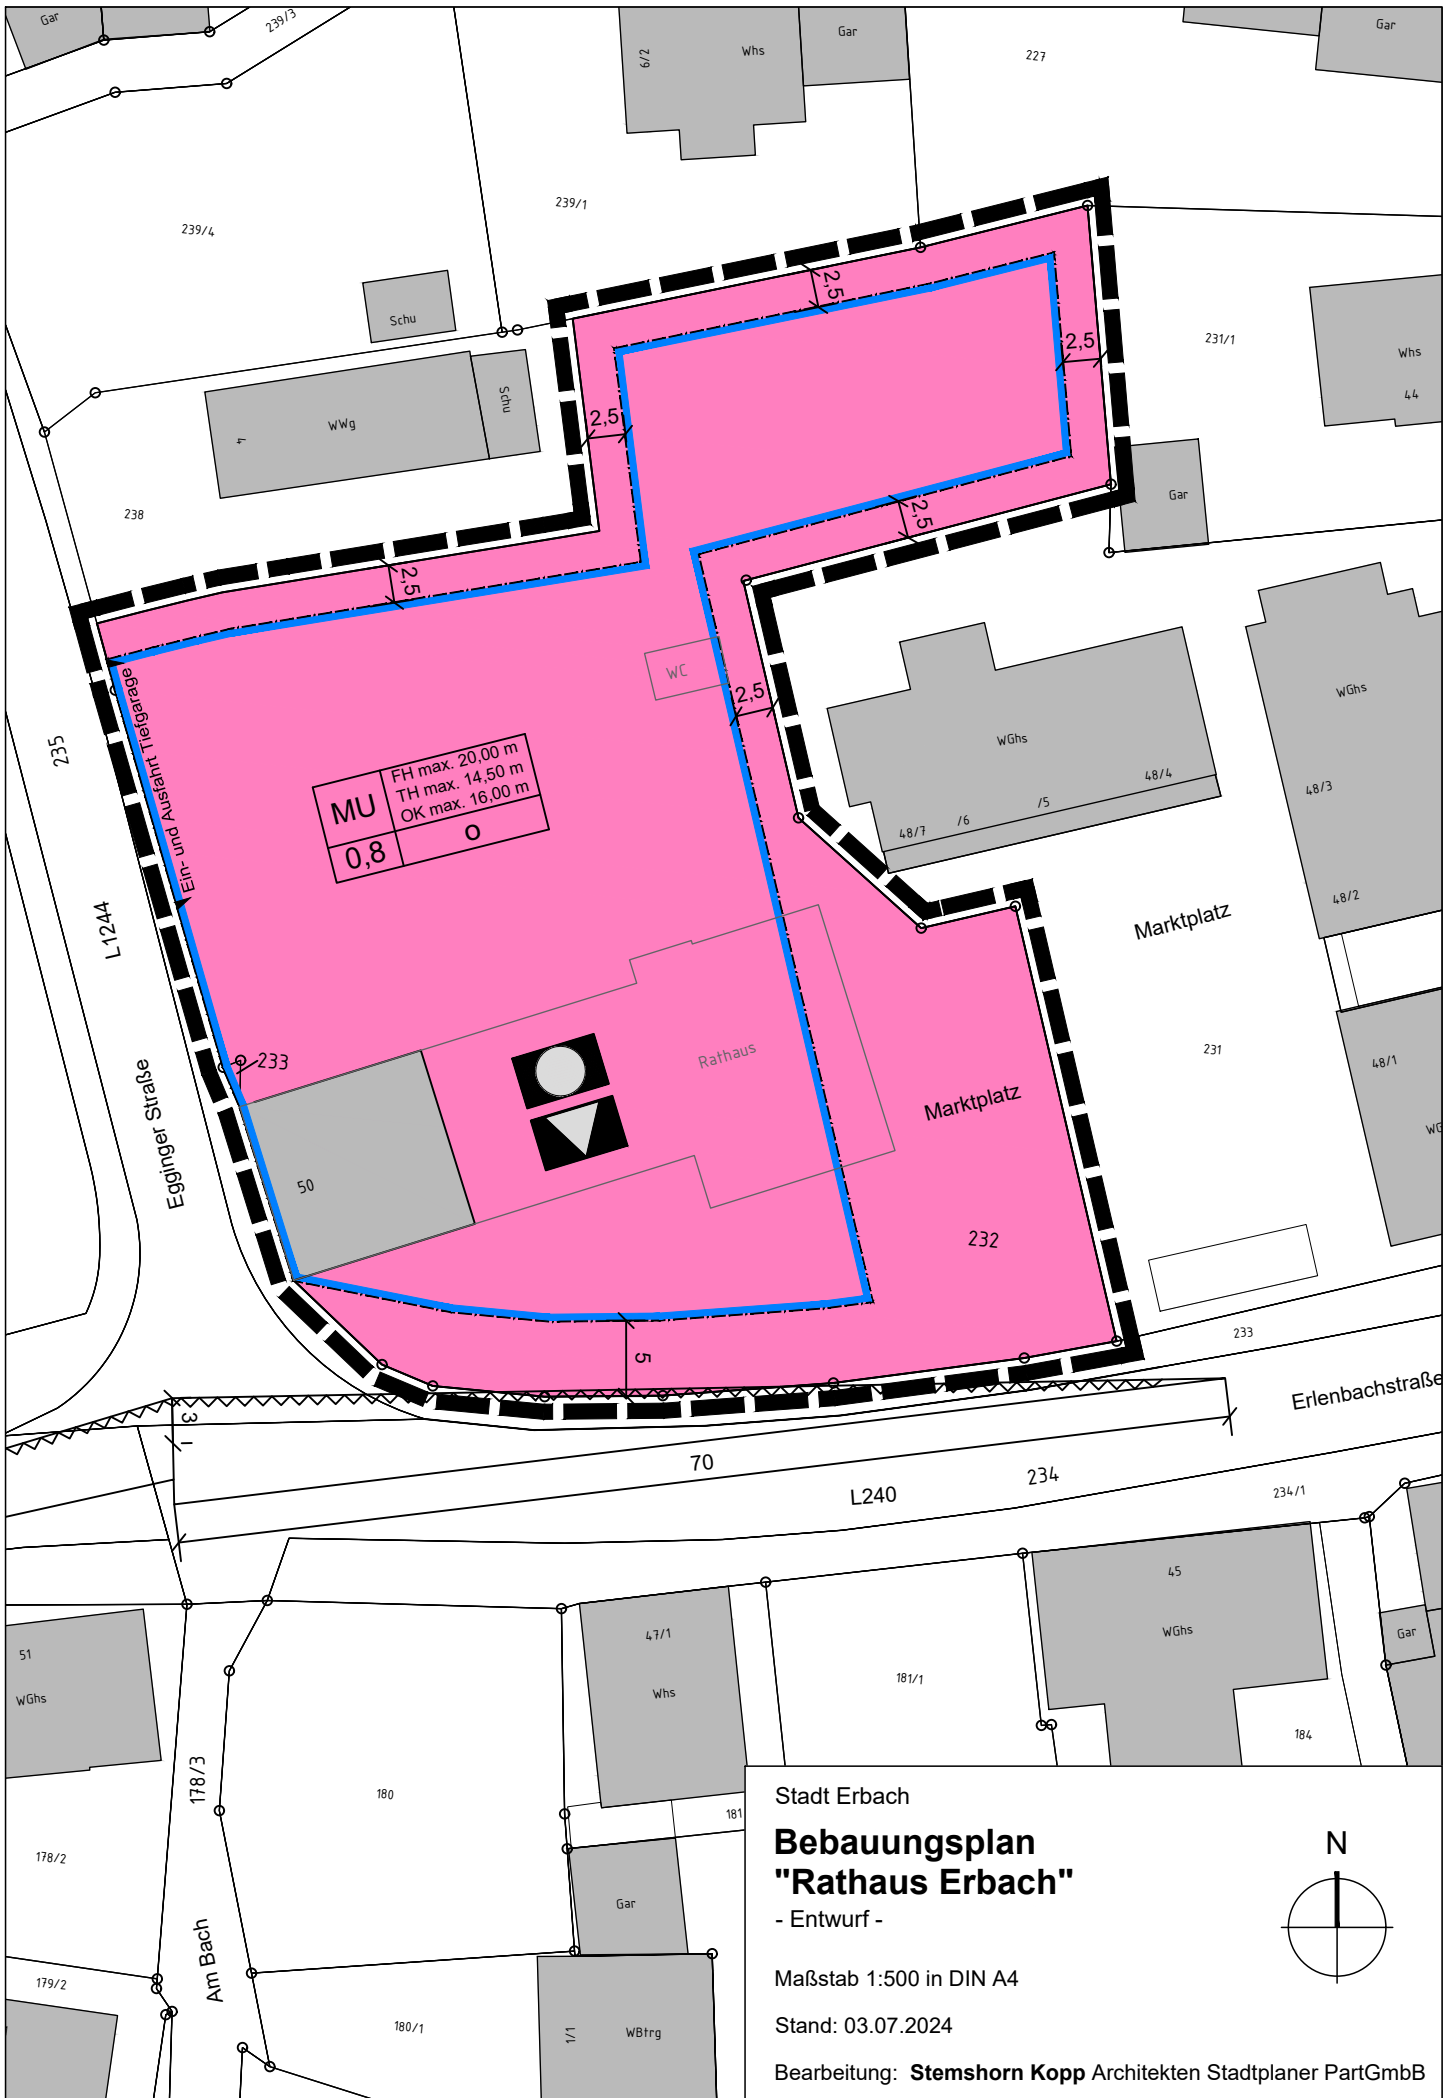 Gar
239/3
6/2
Whs
Gar
227
Gar
239/4
239/1
Schu
2,5
2,5
231/1
Whs
44
WWg
4
Schu
2,5
238
Gar
2,5
2,5
WC
2,5
WGhs
WGhs
48/7
/6
/5
48/4
48/3
48/2
235
Ein- und Ausfahrt Tiefgarage
MU
FH max. 20,00 m
TH max. 14,50 m
OK max. 16,00 m
0,8
o
L1244
Marktplatz
233
Rathaus
231
48/1
Egginger Straße
Marktplatz
50
WG
232
5
233
Erlenbachstraße
3
70
234
L240
234/1
51
WGhs
47/1
Whs
181/1
45
WGhs
Gar
184
178/3
180
181
178/2
Gar
Am Bach
179/2
180/1
1/1
WBtrg
Stadt Erbach
Bebauungsplan
"Rathaus Erbach"
- Entwurf -
N
Maßstab 1:500 in DIN A4
Stand: 03.07.2024
Bearbeitung: Stemshorn Kopp Architekten Stadtplaner PartGmbB